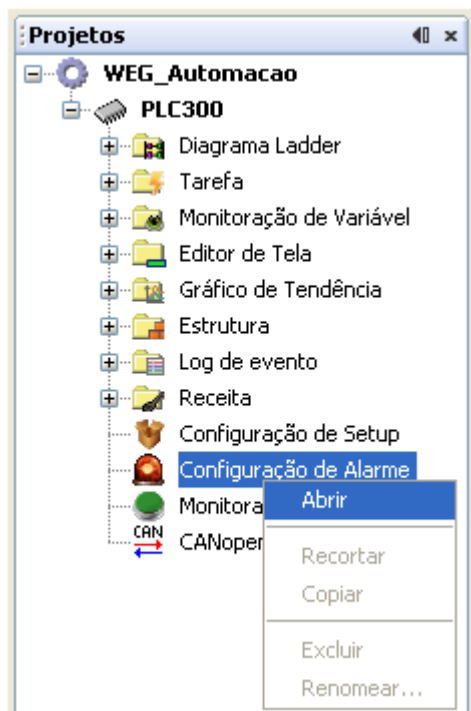 Projetos
WEG_Automacao
PLC300
Diagrama Ladder
Tarefa
Monitoração de Variável
Editor de Tela
Gráfico de Tendência
Estrutura
Log de evento
Receita
Configuração de Setup
Configuração de Alarme
Monitora
Abrir
CAN CANoper
Recortar
Copiar
Excluir
Renomear...